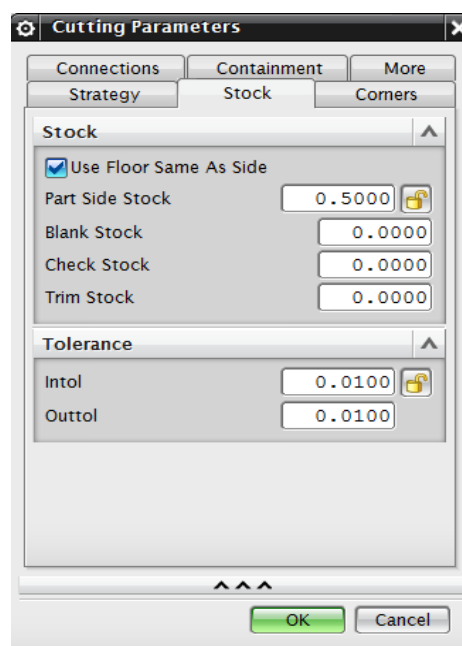 Cutting Parameters
Connections Containment More
Strategy Stock Corners
Stock
Use Floor Same As Side
Part Side Stock 0.5000
Blank Stock 0.0000
Check Stock 0.0000
Trim Stock 0.0000
Tolerance
Intol 0.0100
Outtol 0.0100
OK Cancel